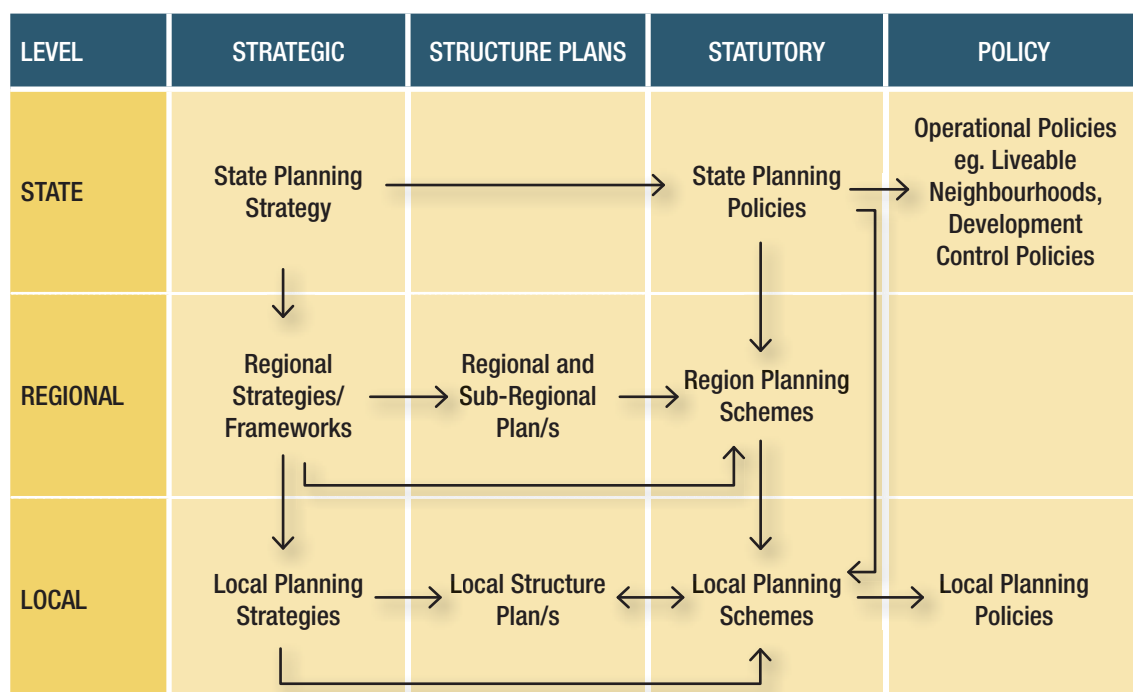 LEVEL
STRATEGIC
STRUCTURE PLANS
STATUTORY
POLICY
STATE
State Planning
Strategy
State Planning
Policies
Operational Policies
eg. Liveable
Neighbourhoods,
Development
Control Policies
REGIONAL
Regional
Strategies/
Frameworks
Regional and
Sub-Regional
Plan/s
Region Planning
Schemes
LOCAL
Local Planning
Strategies
Local Structure
Plan/s
Local Planning
Schemes
Local Planning
Policies